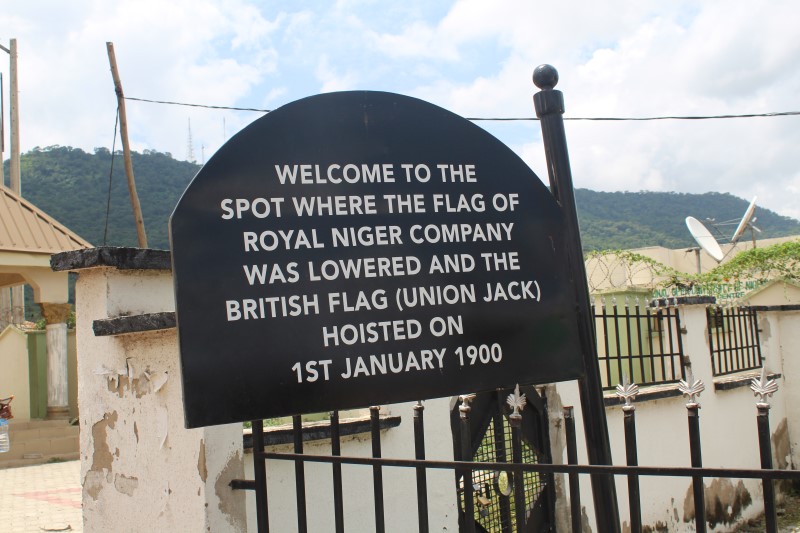 WELCOME TO THE
SPOT WHERE THE FLAG OF
ROYAL NIGER COMPANY
WAS LOWERED AND THE
BRITISH FLAG (UNION JACK)
HOISTED ON
1ST JANUARY 1900